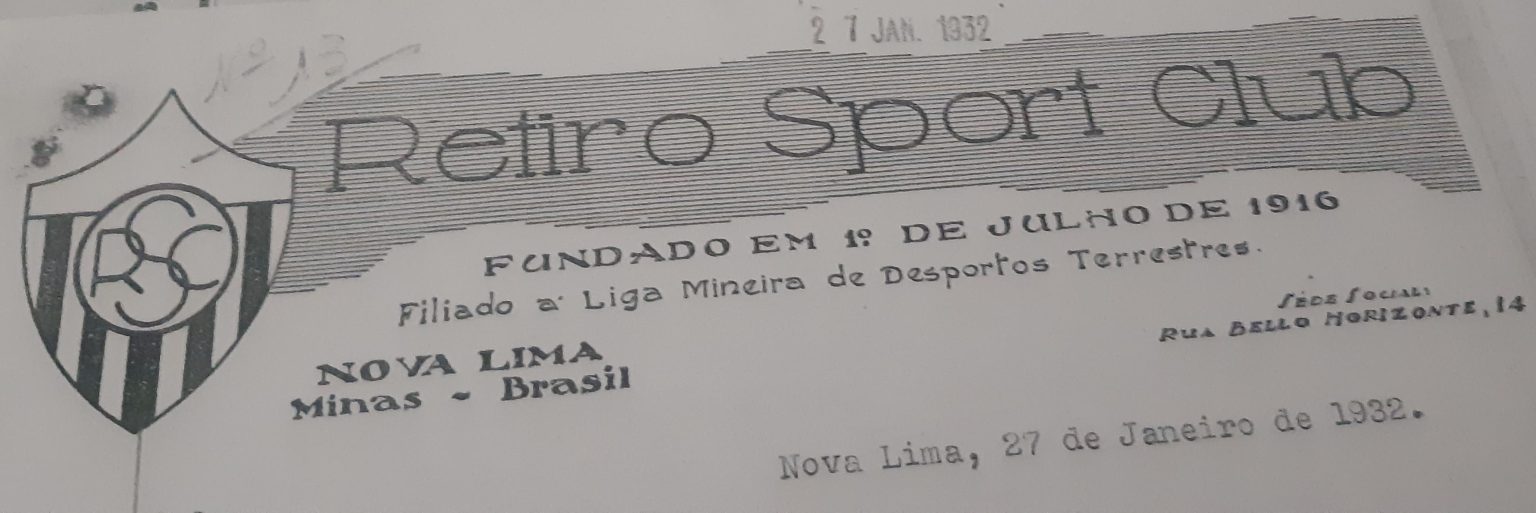 27 JAN. 1932
Nº 13
Retiro Sport Club
RSC
FUNDADO EM 1º DE JULHO DE 1916
Filiado a' Liga Mineira de Desportos Terrestres.
SÉDE SOCIAL:
RUA BELLO HORIZONTE, 14
NOVA LIMA
Minas ~ Brasil
Nova Lima, 27 de Janeiro de 1932.